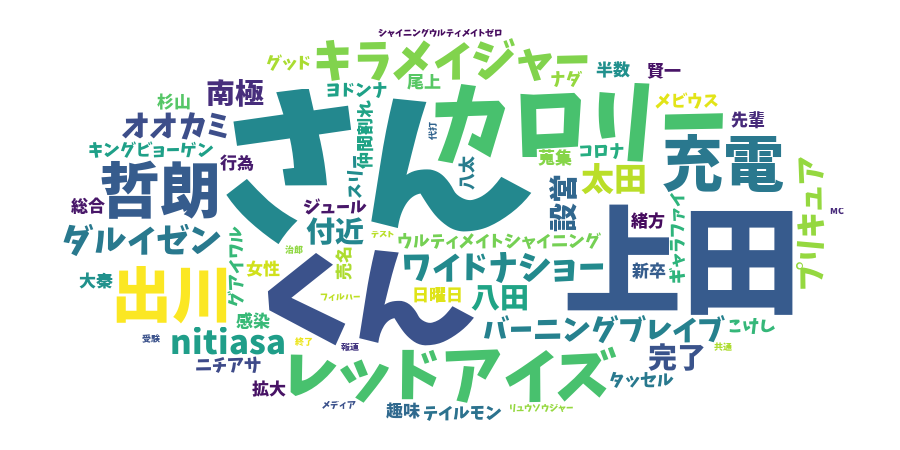 シャイニングウルティメイトゼロ
グッド
キラメイジャー
尾上
ナダ
半数
賢一
南極
ヨドンナ
杉山
さん
カロリー
メビウス
先輩
オオカミ
仲間割れ
代打
充電
キングビョーゲン
行為
コロナ
蒐集
哲朗
スリー
八太
太田
設営
プリキュア
総合
ジュール
緒方
MC
ダルイゼン
付近
テスト
ウルティメイトシャイニング
上田
ギャラファイ
グアイワル
治郎
くん
売名
ワイドナショー
新卒
大秦
出川
女性
フィルハー
日曜日
八田
感染
バーニングブレイブ
こけし
受験
nitiasa
終了
報道
レッドアイズ
完了
共通
ニチアサ
拡大
タッセル
メディア
趣味
テイルモン
リュウソウジャー